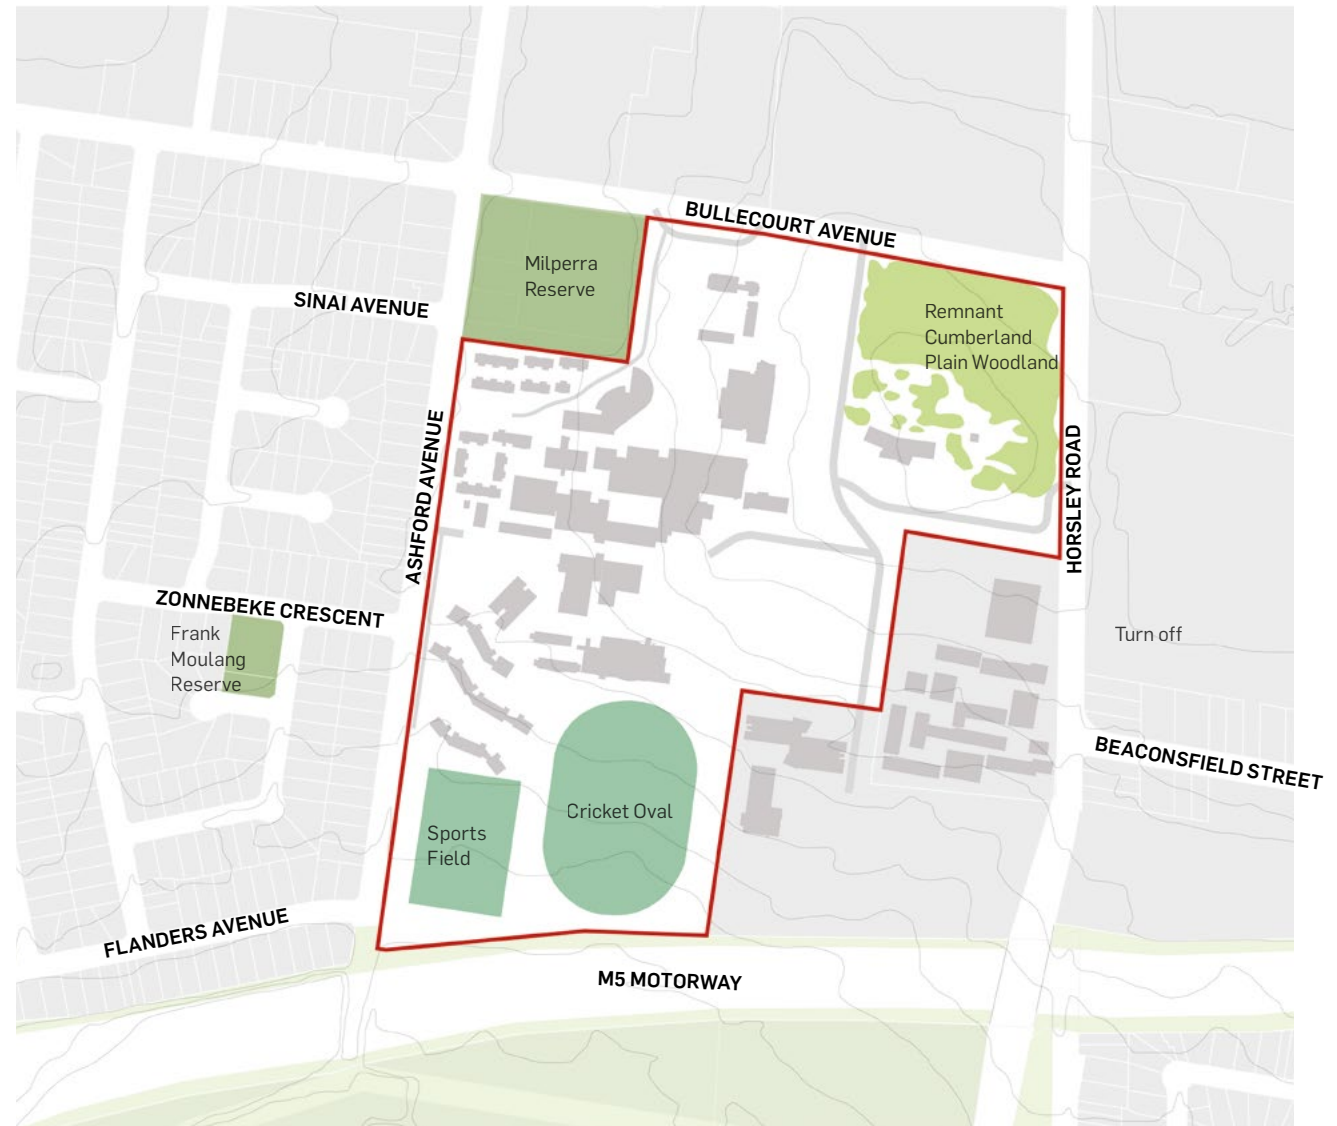 BULLECOURT AVENUE
Milperra
Reserve
SINAI AVENUE
Remnant
Cumberland
Plain Woodland
ASHFORD AVENUE
HORSLEY ROAD
ZONNEBEKE CRESCENT
Frank
Moulang
Reserve
Turn off
BEACONSFIELD STREET
Cricket Oval
Sports
Field
FLANDERS AVENUE
M5 MOTORWAY